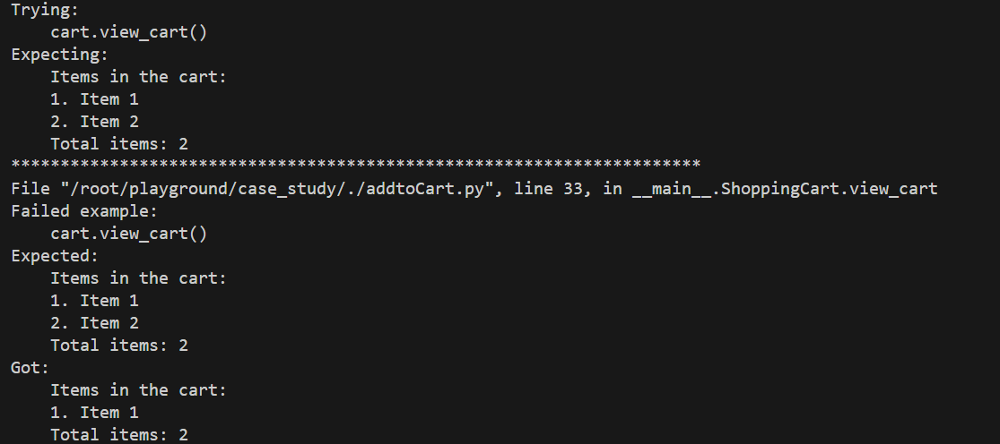 Trying:
    cart.view_cart()
Expecting:
    Items in the cart:
    1. Item 1
    2. Item 2
    Total items: 2
**********************************************************************
File "/root/playground/case_study/./addtoCart.py", line 33, in __main__.ShoppingCart.view_cart
Failed example:
    cart.view_cart()
Expected:
    Items in the cart:
    1. Item 1
    2. Item 2
    Total items: 2
Got:
    Items in the cart:
    1. Item 1
    Total items: 2